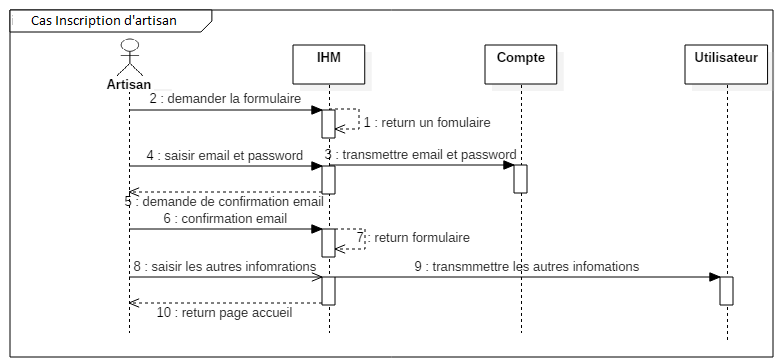 Cas Inscription d'artisan
IHM
Compte
Utilisateur
Artisan
2 : demander la formulaire
1 : return un fomulaire
4 : saisir email et password
3 : transmettre email et password
5 : demande de confirmation email
6 : confirmation email
7 : return formulaire
8 : saisir les autres infomrations
9 : transmmettre les autres infomations
10 : return page accueil